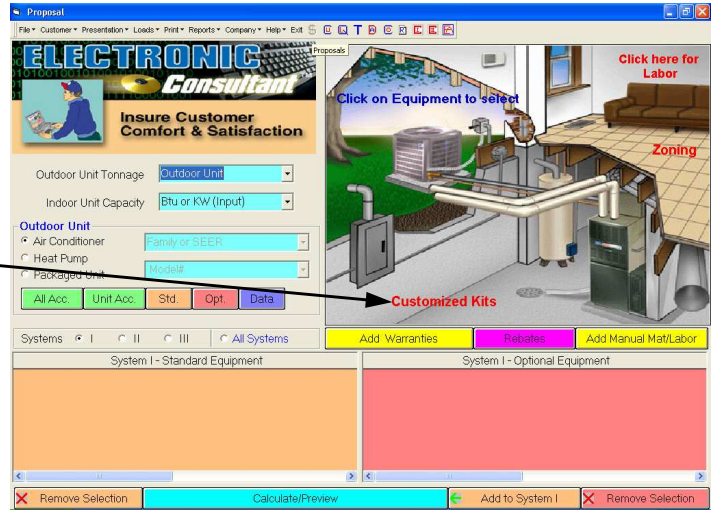 Proposal
File Customer Presentation Loads Print Reports Company Help Exit
Proposals
ELECTRONIC
Consultant
Insure Customer
Comfort & Satisfaction
Click on Equipment to select
Click here for
Labor
Zoning
Customized Kits
Outdoor Unit Tonnage Outdoor Unit
Indoor Unit Capacity Btu or KW (Input)
Outdoor Unit
Air Conditioner Family or SEER
Heat Pump
Packaged Unit Model#
All Acc. Unit Acc. Std. Opt. Data
Systems I II III All Systems
Add Warranties Rebates Add Manual Mat/Labor
System I - Standard Equipment System I - Optional Equipment
Remove Selection Calculate/Preview Add to System I Remove Selection